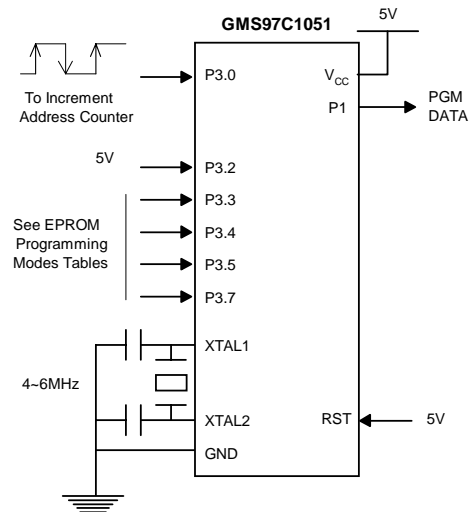 GMS97C1051
5V
P3.0
VCC
To Increment
Address Counter
P1
PGM
DATA
5V
P3.2
P3.3
See EPROM
Programming
Modes Tables
P3.4
P3.5
P3.7
XTAL1
4~6MHz
XTAL2
RST
5V
GND